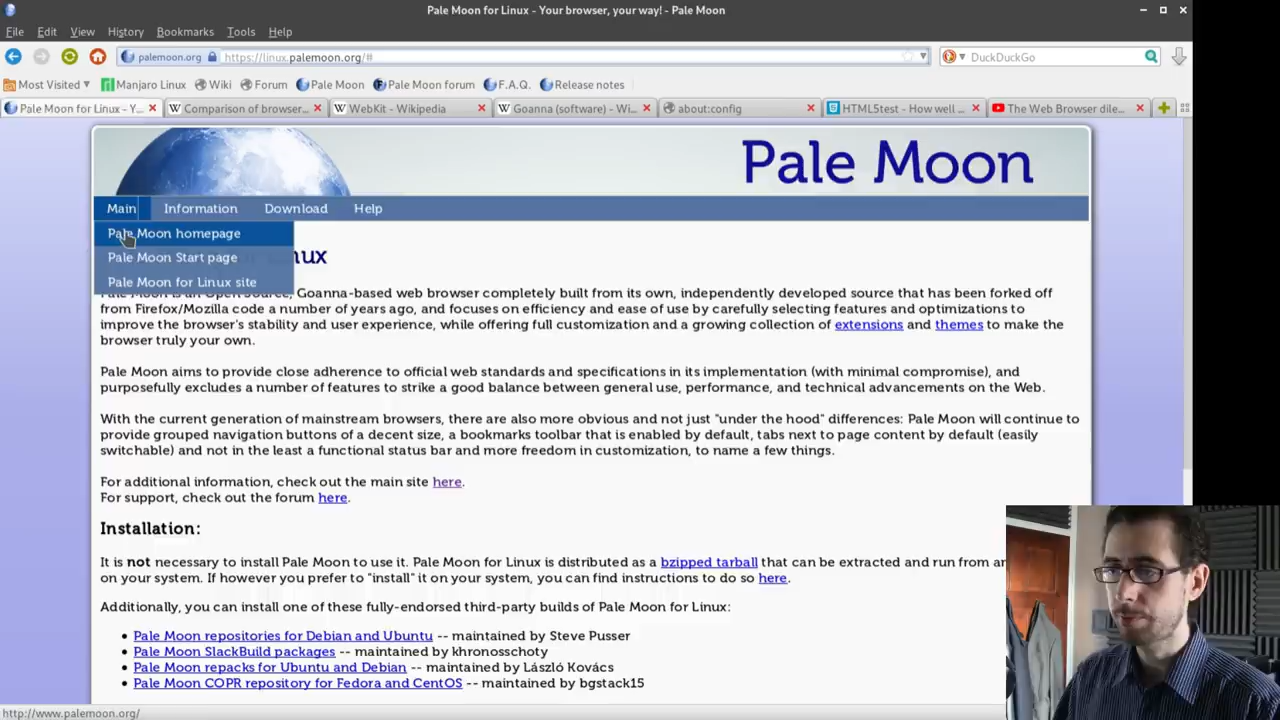 Pale Moon for Linux - Your browser, your way! - Pale Moon
File Edit View History Bookmarks Tools Help
palemoon.org https://linux.palemoon.org/# DuckDuckGo
Most Visited Manjaro Linux Wiki Forum Pale Moon Pale Moon forum F.A.Q. Release notes
Pale Moon for Linux - Y... Comparison of browser... WebKit - Wikipedia Goanna (software) - Wi... about:config HTML5test - How well ... The Web Browser dile...
Pale Moon
Main Information Download Help
Pale Moon homepage
Pale Moon Start page
Pale Moon for Linux site
Linux
Pale Moon is an Open Source, Goanna-based web browser completely built from its own, independently developed source that has been forked off
from Firefox/Mozilla code a number of years ago, and focuses on efficiency and ease of use by carefully selecting features and optimizations to
improve the browser's stability and user experience, while offering full customization and a growing collection of extensions and themes to make the
browser truly your own.
Pale Moon aims to provide close adherence to official web standards and specifications in its implementation (with minimal compromise), and
purposefully excludes a number of features to strike a good balance between general use, performance, and technical advancements on the Web.
With the current generation of mainstream browsers, there are also more obvious and not just "under the hood" differences: Pale Moon will continue to
provide grouped navigation buttons of a decent size, a bookmarks toolbar that is enabled by default, tabs next to page content by default (easily
switchable) and not in the least a functional status bar and more freedom in customization, to name a few things.
For additional information, check out the main site here.
For support, check out the forum here.
Installation:
It is not necessary to install Pale Moon to use it. Pale Moon for Linux is distributed as a bzipped tarball that can be extracted and run from
on your system. If however you prefer to "install" it on your system, you can find instructions to do so here.
Additionally, you can install one of these fully-endorsed third-party builds of Pale Moon for Linux:
• Pale Moon repositories for Debian and Ubuntu -- maintained by Steve Pusser
• Pale Moon SlackBuild packages -- maintained by khronosschoty
• Pale Moon repacks for Ubuntu and Debian -- maintained by László Kovács
• Pale Moon COPR repository for Fedora and CentOS -- maintained by bgstack15
http://www.palemoon.org/